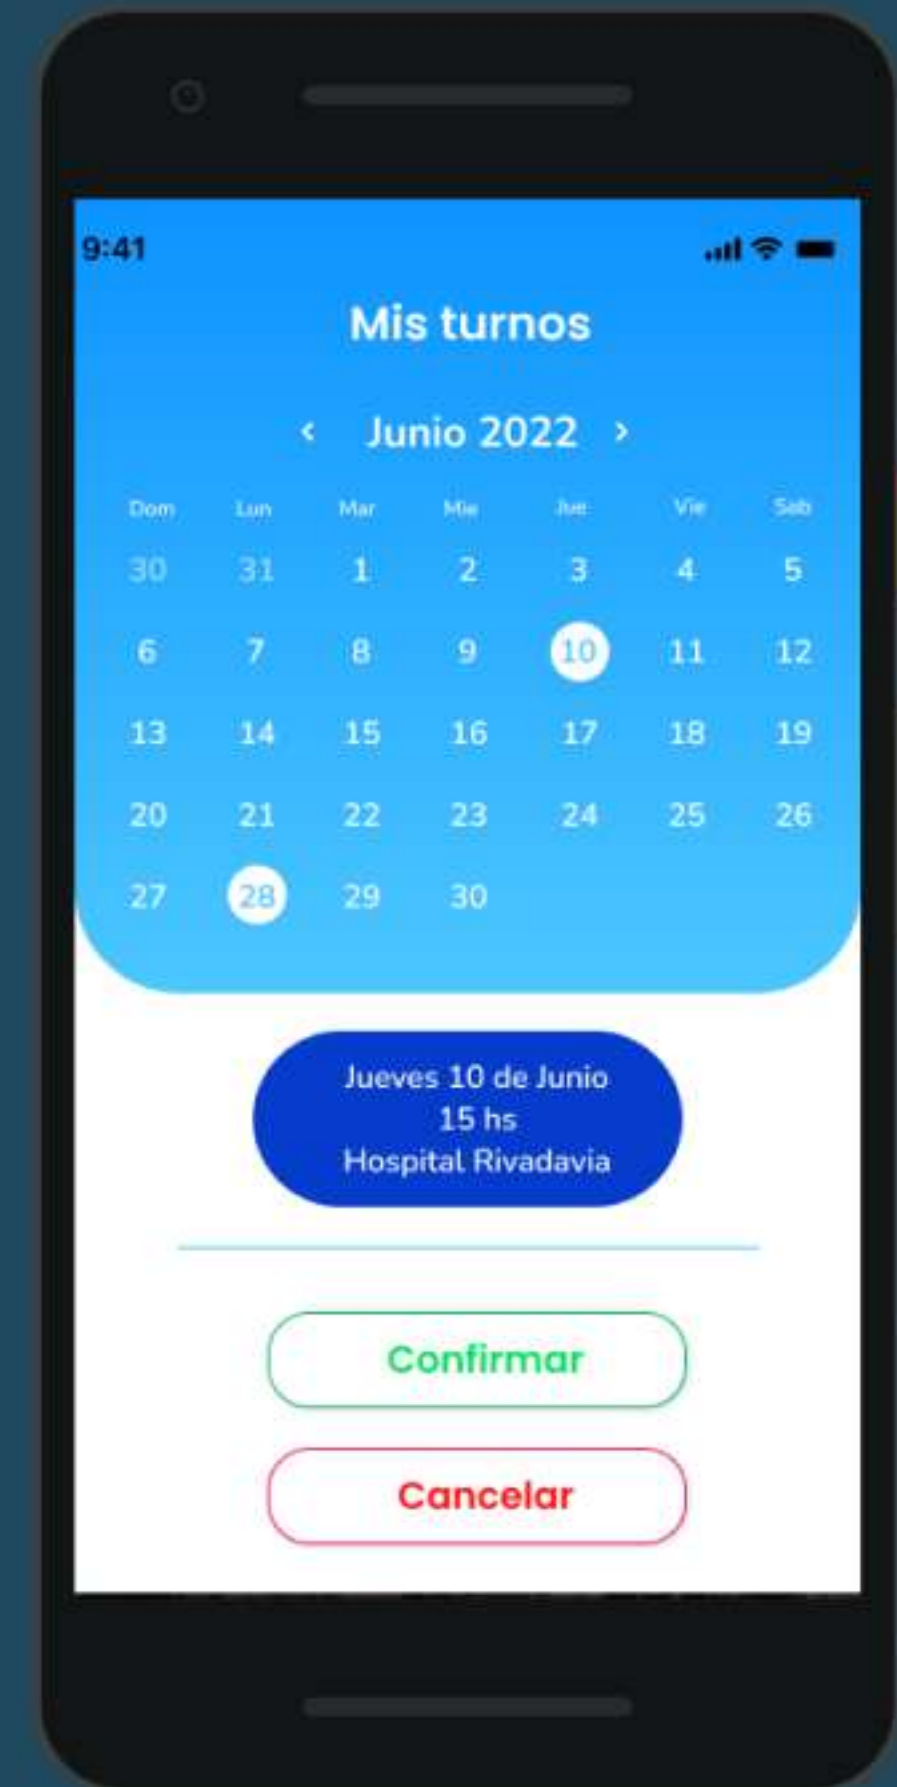 9:41
Mis turnos
< Junio 2022 >
Dom Lun Mar Mie Jue Vie Sab
30 31 1 2 3 4 5
6 7 8 9 10 11 12
13 14 15 16 17 18 19
20 21 22 23 24 25 26
27 28 29 30
Jueves 10 de Junio
15 hs
Hospital Rivadavia
Confirmar
Cancelar